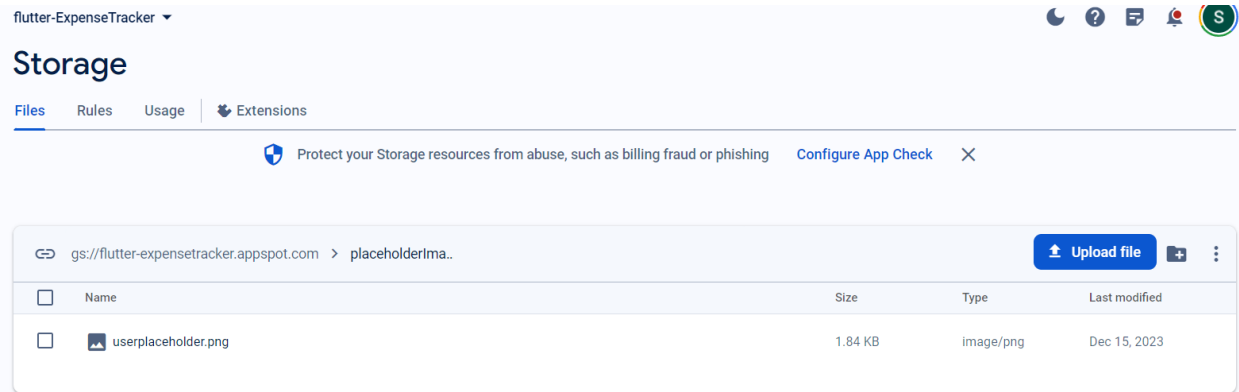 flutter-ExpenseTracker
S
Storage
Files Rules Usage Extensions
Protect your Storage resources from abuse, such as billing fraud or phishing Configure App Check
gs://flutter-expensetracker.appspot.com > placeholderIma.. Upload file
Name Size Type Last modified
userplaceholder.png 1.84 KB image/png Dec 15, 2023